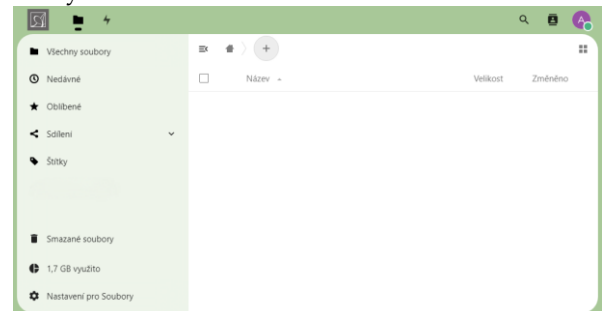 A
Všechny soubory
Název
Velikost
Změněno
Nedávné
Oblíbené
Sdílení
Štítky
Smazané soubory
1,7 GB využito
Nastavení pro Soubory